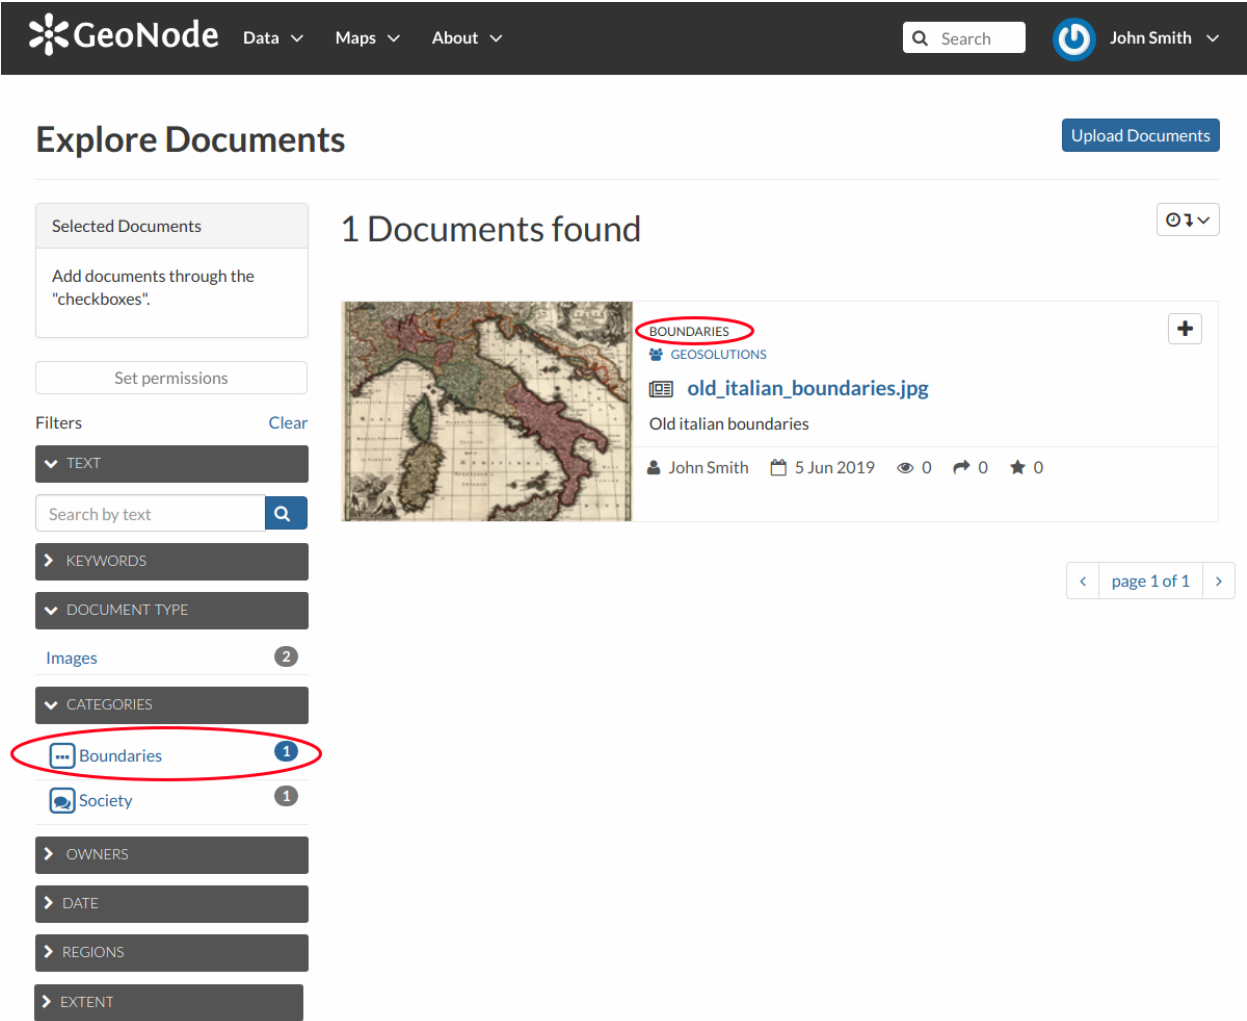 GeoNode Data Maps About Search John Smith
Explore Documents
Upload Documents
Selected Documents
Add documents through the
"checkboxes".
Set permissions
Filters Clear
TEXT
Search by text
KEYWORDS
DOCUMENT TYPE
Images 2
CATEGORIES
Boundaries 1
Society 1
OWNERS
DATE
REGIONS
EXTENT
1 Documents found
BOUNDARIES
GEOSOLUTIONS
old_italian_boundaries.jpg
Old italian boundaries
John Smith 5 Jun 2019 0 0 0
page 1 of 1